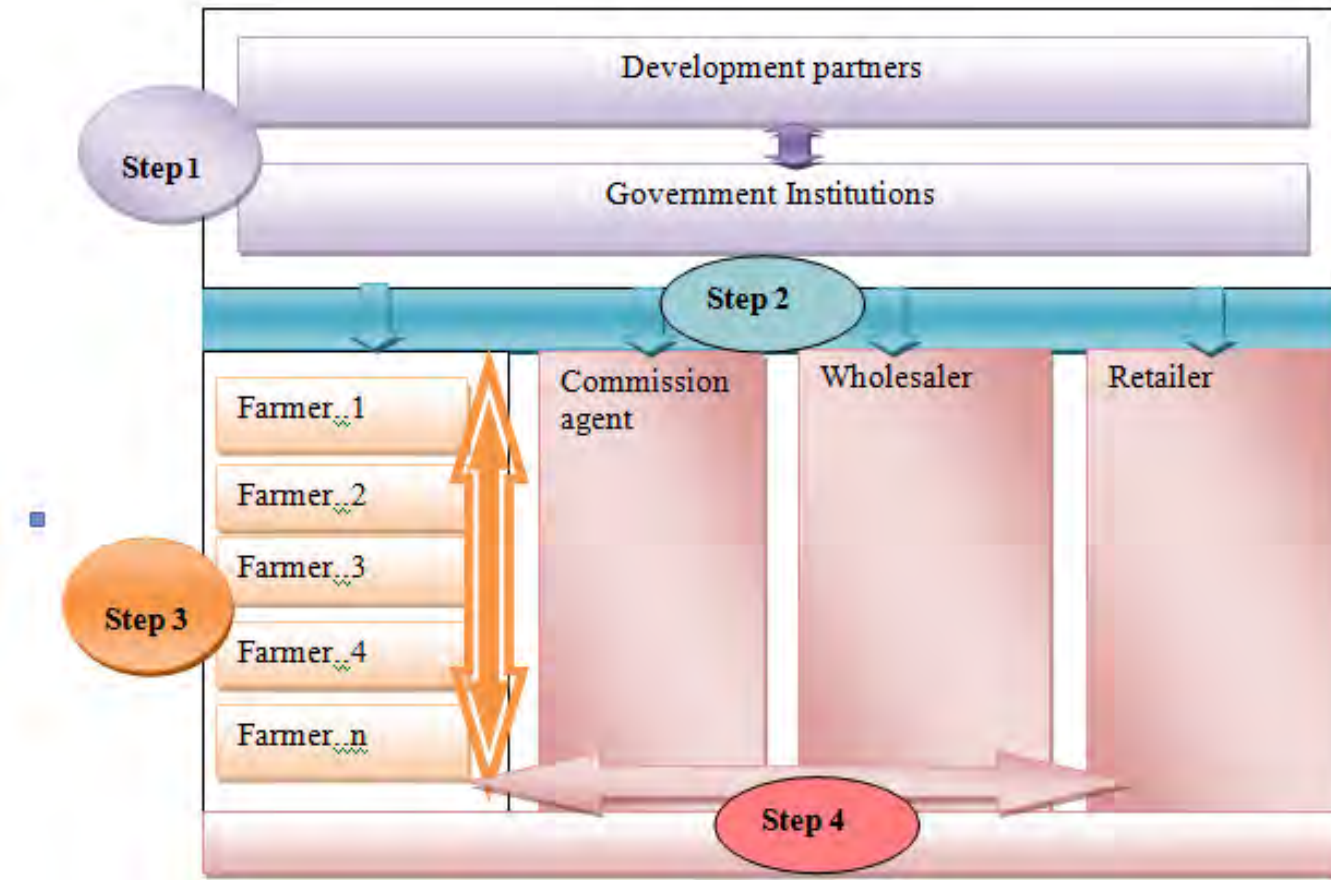 Development partners
Step 1
Government Institutions
Step 2
Commission
agent
Wholesaler
Retailer
Farmer..1
Farmer..2
Farmer..3
Step 3
Farmer..4
Farmer..n
Step 4